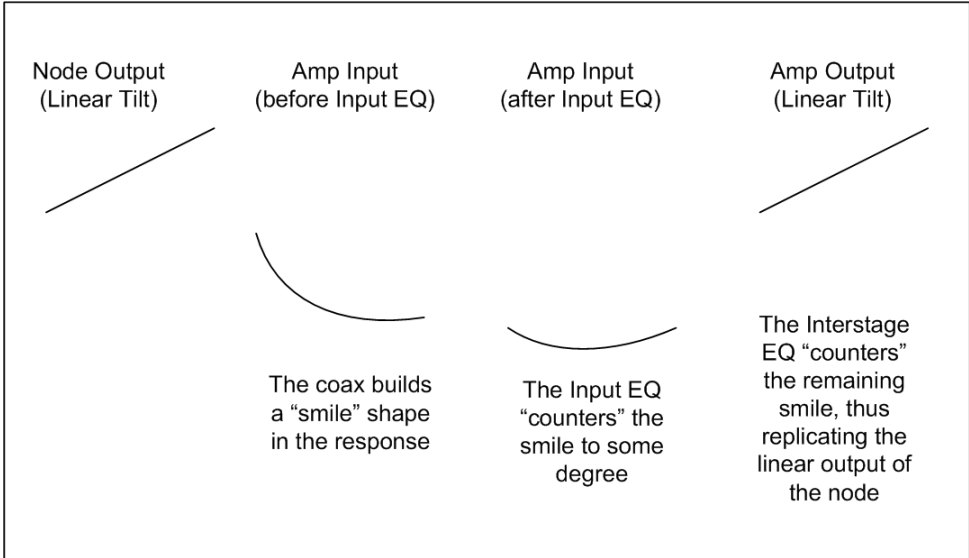 Node Output
(Linear Tilt)
Amp Input
(before Input EQ)
Amp Input
(after Input EQ)
Amp Output
(Linear Tilt)
The coax builds
a “smile” shape
in the response
The Input EQ
“counters” the
smile to some
degree
The Interstage
EQ “counters”
the remaining
smile, thus
replicating the
linear output of
the node